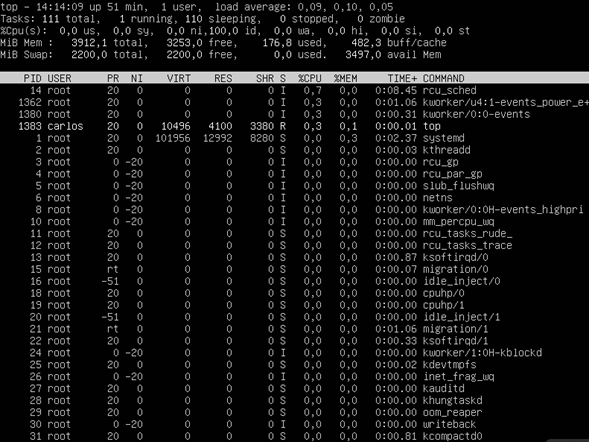 top - 14:14:09 up 51 min,  1 user,  load average: 0,09, 0,10, 0,05
Tasks: 111 total,   1 running, 110 sleeping,   0 stopped,   0 zombie
%Cpu(s):  0,0 us,  0,0 sy,  0,0 ni,100,0 id,  0,0 wa,  0,0 hi,  0,0 si,  0,0 st
MiB Mem :   3912,1 total,   3253,0 free,    176,8 used,    482,3 buff/cache
MiB Swap:   2200,0 total,   2200,0 free,      0,0 used.   3497,0 avail Mem
PID USER PR NI VIRT RES SHR S %CPU %MEM TIME+ COMMAND
14 root 20 0 0 0 0 I 0,7 0,0 0:08.45 rcu_sched
1362 root 20 0 0 0 0 I 0,3 0,0 0:01.06 kworker/u4:1-events_power_e+
1380 root 20 0 0 0 0 I 0,3 0,0 0:00.31 kworker/0:0-events
1383 carlos 20 0 10496 4100 3380 R 0,3 0,1 0:00.01 top
1 root 20 0 101956 12992 8280 S 0,0 0,3 0:02.37 systemd
2 root 20 0 0 0 0 S 0,0 0,0 0:00.03 kthreadd
3 root 0 -20 0 0 0 I 0,0 0,0 0:00.00 rcu_gp
4 root 0 -20 0 0 0 I 0,0 0,0 0:00.00 rcu_par_gp
5 root 0 -20 0 0 0 I 0,0 0,0 0:00.00 slub_flushwq
6 root 0 -20 0 0 0 I 0,0 0,0 0:00.00 netns
8 root 0 -20 0 0 0 I 0,0 0,0 0:00.00 kworker/0:0H-events_highpri
10 root 0 -20 0 0 0 I 0,0 0,0 0:00.00 mm_percpu_wq
11 root 20 0 0 0 0 S 0,0 0,0 0:00.00 rcu_tasks_rude_
12 root 20 0 0 0 0 S 0,0 0,0 0:00.00 rcu_tasks_trace
13 root 20 0 0 0 0 S 0,0 0,0 0:00.87 ksoftirqd/0
15 root rt 0 0 0 0 S 0,0 0,0 0:00.07 migration/0
16 root -51 0 0 0 0 S 0,0 0,0 0:00.00 idle_inject/0
18 root 20 0 0 0 0 S 0,0 0,0 0:00.00 cpuhp/0
19 root 20 0 0 0 0 S 0,0 0,0 0:00.00 cpuhp/1
20 root -51 0 0 0 0 S 0,0 0,0 0:00.00 idle_inject/1
21 root rt 0 0 0 0 S 0,0 0,0 0:01.06 migration/1
22 root 20 0 0 0 0 S 0,0 0,0 0:00.33 ksoftirqd/1
24 root 0 -20 0 0 0 I 0,0 0,0 0:00.00 kworker/1:0H-kblockd
25 root 20 0 0 0 0 S 0,0 0,0 0:00.02 kdevtmpfs
26 root 0 -20 0 0 0 I 0,0 0,0 0:00.00 inet_frag_wq
27 root 20 0 0 0 0 S 0,0 0,0 0:00.00 kauditd
28 root 20 0 0 0 0 S 0,0 0,0 0:00.00 khungtaskd
29 root 20 0 0 0 0 S 0,0 0,0 0:00.00 oom_reaper
30 root 0 -20 0 0 0 I 0,0 0,0 0:00.00 writeback
31 root 20 0 0 0 0 S 0,0 0,0 0:00.81 kcompactd0